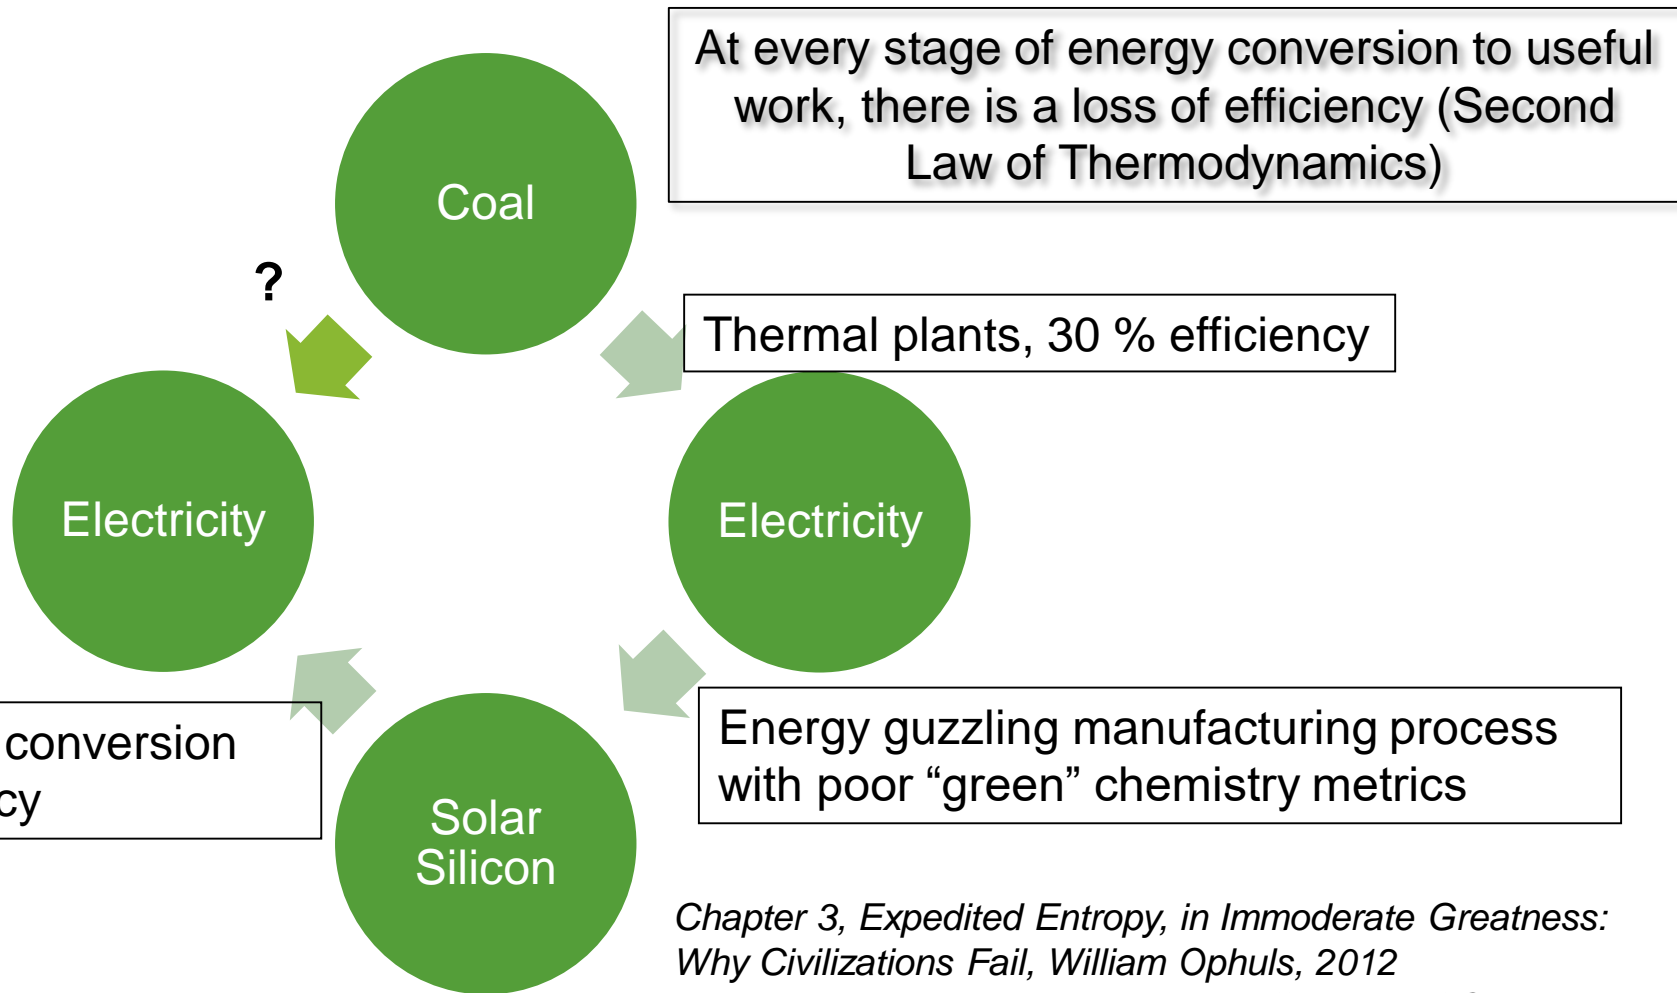 At every stage of energy conversion to useful
work, there is a loss of efficiency (Second
Law of Thermodynamics)
Coal
?
Thermal plants, 30 % efficiency
Electricity
Electricity
conversion
cy
Energy guzzling manufacturing process
with poor “green” chemistry metrics
Solar
Silicon
Chapter 3, Expedited Entropy, in Immoderate Greatness:
Why Civilizations Fail, William Ophuls, 2012